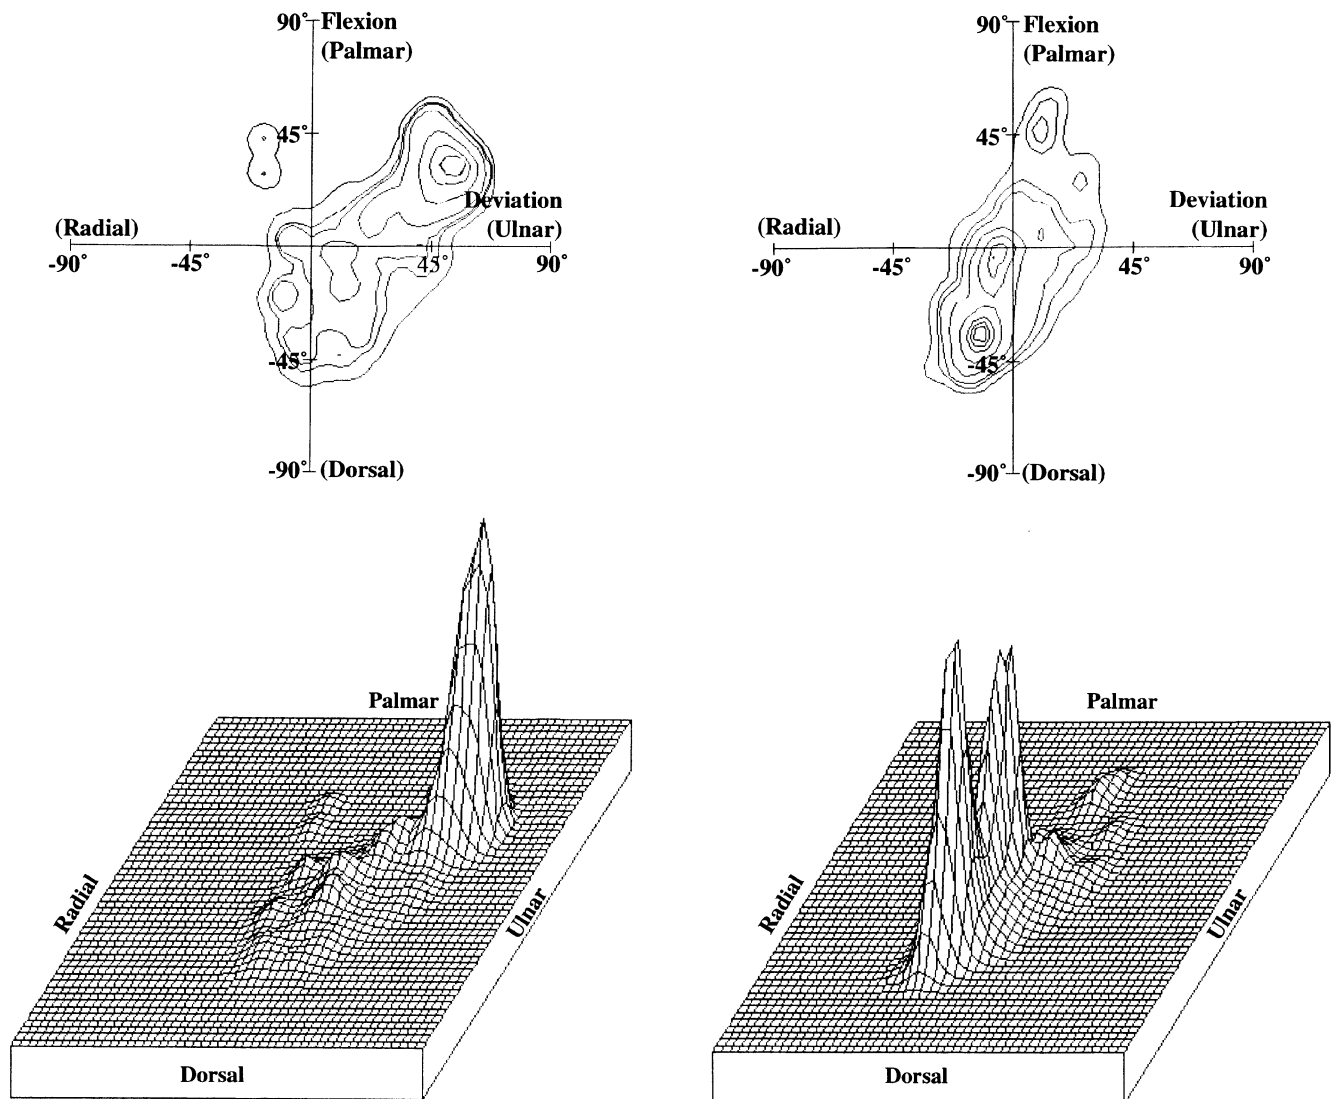 90˚ Flexion
(Palmar)
45˚
Deviation
(Radial)
(Ulnar)
-90˚
-45˚
45˚
90˚
-45˚
-90˚ (Dorsal)
90˚ Flexion
(Palmar)
45˚
Deviation
(Radial)
(Ulnar)
-90˚
-45˚
45˚
90˚
-45˚
-90˚ (Dorsal)
Palmar
Radial
Ulnar
Dorsal
Palmar
Radial
Ulnar
Dorsal